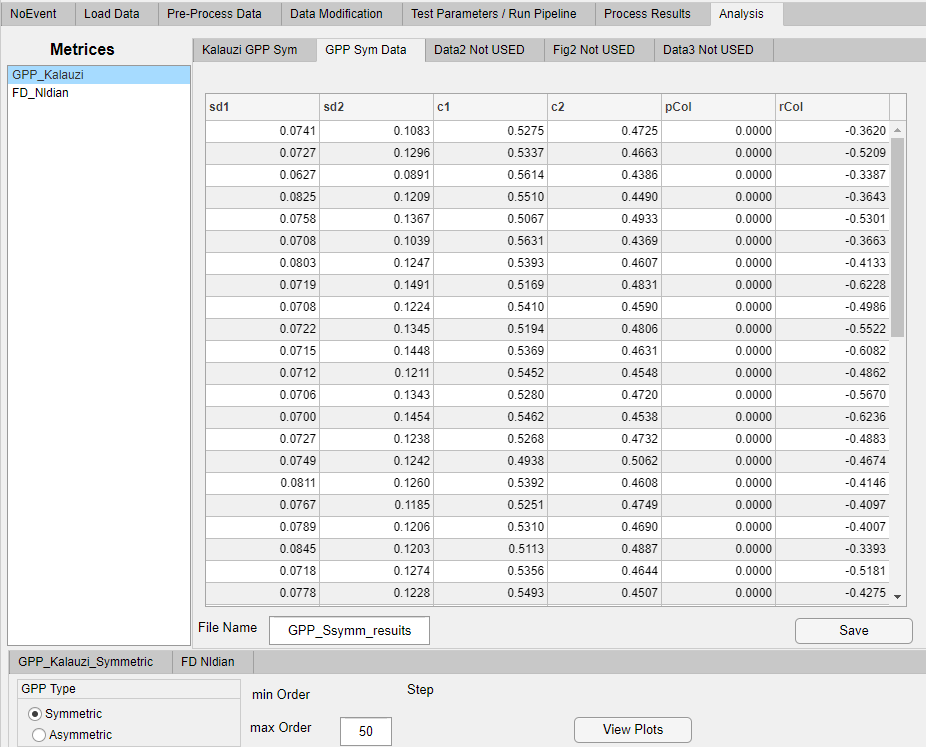 NoEvent Load Data Pre-Process Data Data Modification Test Parameters / Run Pipeline Process Results Analysis
Metrices
GPP_Kalauzi
FD_NIdian
Kalauzi GPP Sym GPP Sym Data Data2 Not USED Fig2 Not USED Data3 Not USED
sd1 sd2 c1 c2 pCol rCol
0.0741 0.1083 0.5275 0.4725 0.0000 -0.3620
0.0727 0.1296 0.5337 0.4663 0.0000 -0.5209
0.0627 0.0891 0.5614 0.4386 0.0000 -0.3387
0.0825 0.1209 0.5510 0.4490 0.0000 -0.3643
0.0758 0.1367 0.5067 0.4933 0.0000 -0.5301
0.0708 0.1039 0.5631 0.4369 0.0000 -0.3663
0.0803 0.1247 0.5393 0.4607 0.0000 -0.4133
0.0719 0.1491 0.5169 0.4831 0.0000 -0.6228
0.0708 0.1224 0.5410 0.4590 0.0000 -0.4986
0.0722 0.1345 0.5194 0.4806 0.0000 -0.5522
0.0715 0.1448 0.5369 0.4631 0.0000 -0.6082
0.0712 0.1211 0.5452 0.4548 0.0000 -0.4862
0.0706 0.1343 0.5280 0.4720 0.0000 -0.5670
0.0700 0.1454 0.5462 0.4538 0.0000 -0.6236
0.0727 0.1238 0.5268 0.4732 0.0000 -0.4883
0.0749 0.1242 0.4938 0.5062 0.0000 -0.4674
0.0811 0.1260 0.5392 0.4608 0.0000 -0.4146
0.0767 0.1185 0.5251 0.4749 0.0000 -0.4097
0.0789 0.1206 0.5310 0.4690 0.0000 -0.4007
0.0845 0.1203 0.5113 0.4887 0.0000 -0.3393
0.0718 0.1274 0.5356 0.4644 0.0000 -0.5181
0.0778 0.1228 0.5493 0.4507 0.0000 -0.4275
File Name GPP_Ssymm_resuits Save
GPP_Kalauzi_Symmetric FD NIdian
GPP Type
Symmetric
Asymmetric
min Order Step
max Order 50 View Plots